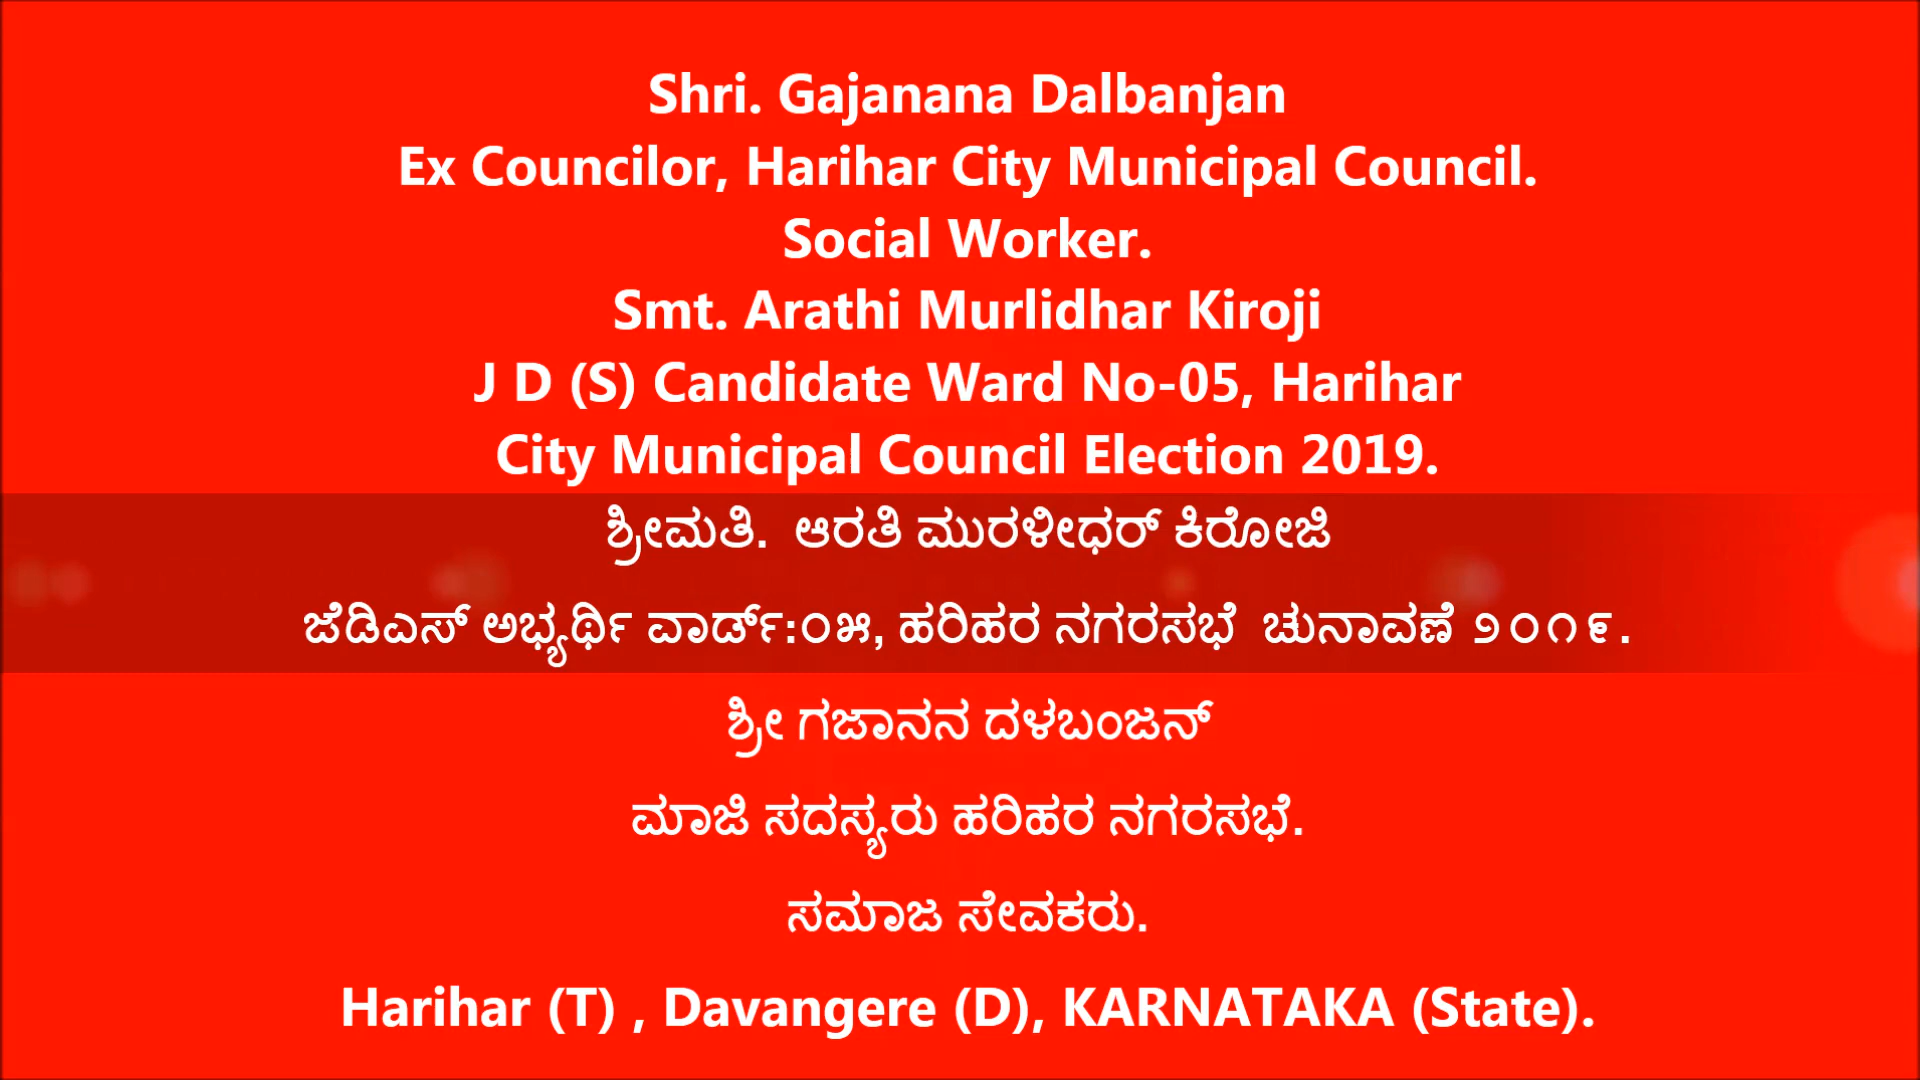 Shri. Gajanana Dalbanjan
Ex Councilor, Harihar City Municipal Council.
Social Worker.
Smt. Arathi Murlidhar Kiroji
J D (S) Candidate Ward No-05, Harihar
City Municipal Council Election 2019.
ಶ್ರೀಮತಿ. ಆರತಿ ಮುರಳೀಧರ್ ಕಿರೋಜಿ
ಜೆಡಿಎಸ್ ಅಭ್ಯರ್ಥಿ ವಾರ್ಡ್:೦೫, ಹರಿಹರ ನಗರಸಭೆ ಚುನಾವಣೆ ೨೦೧೯.
ಶ್ರೀ ಗಜಾನನ ದಳಬಂಜನ್
ಮಾಜಿ ಸದಸ್ಯರು ಹರಿಹರ ನಗರಸಭೆ.
ಸಮಾಜ ಸೇವಕರು.
Harihar (T) , Davangere (D), KARNATAKA (State).